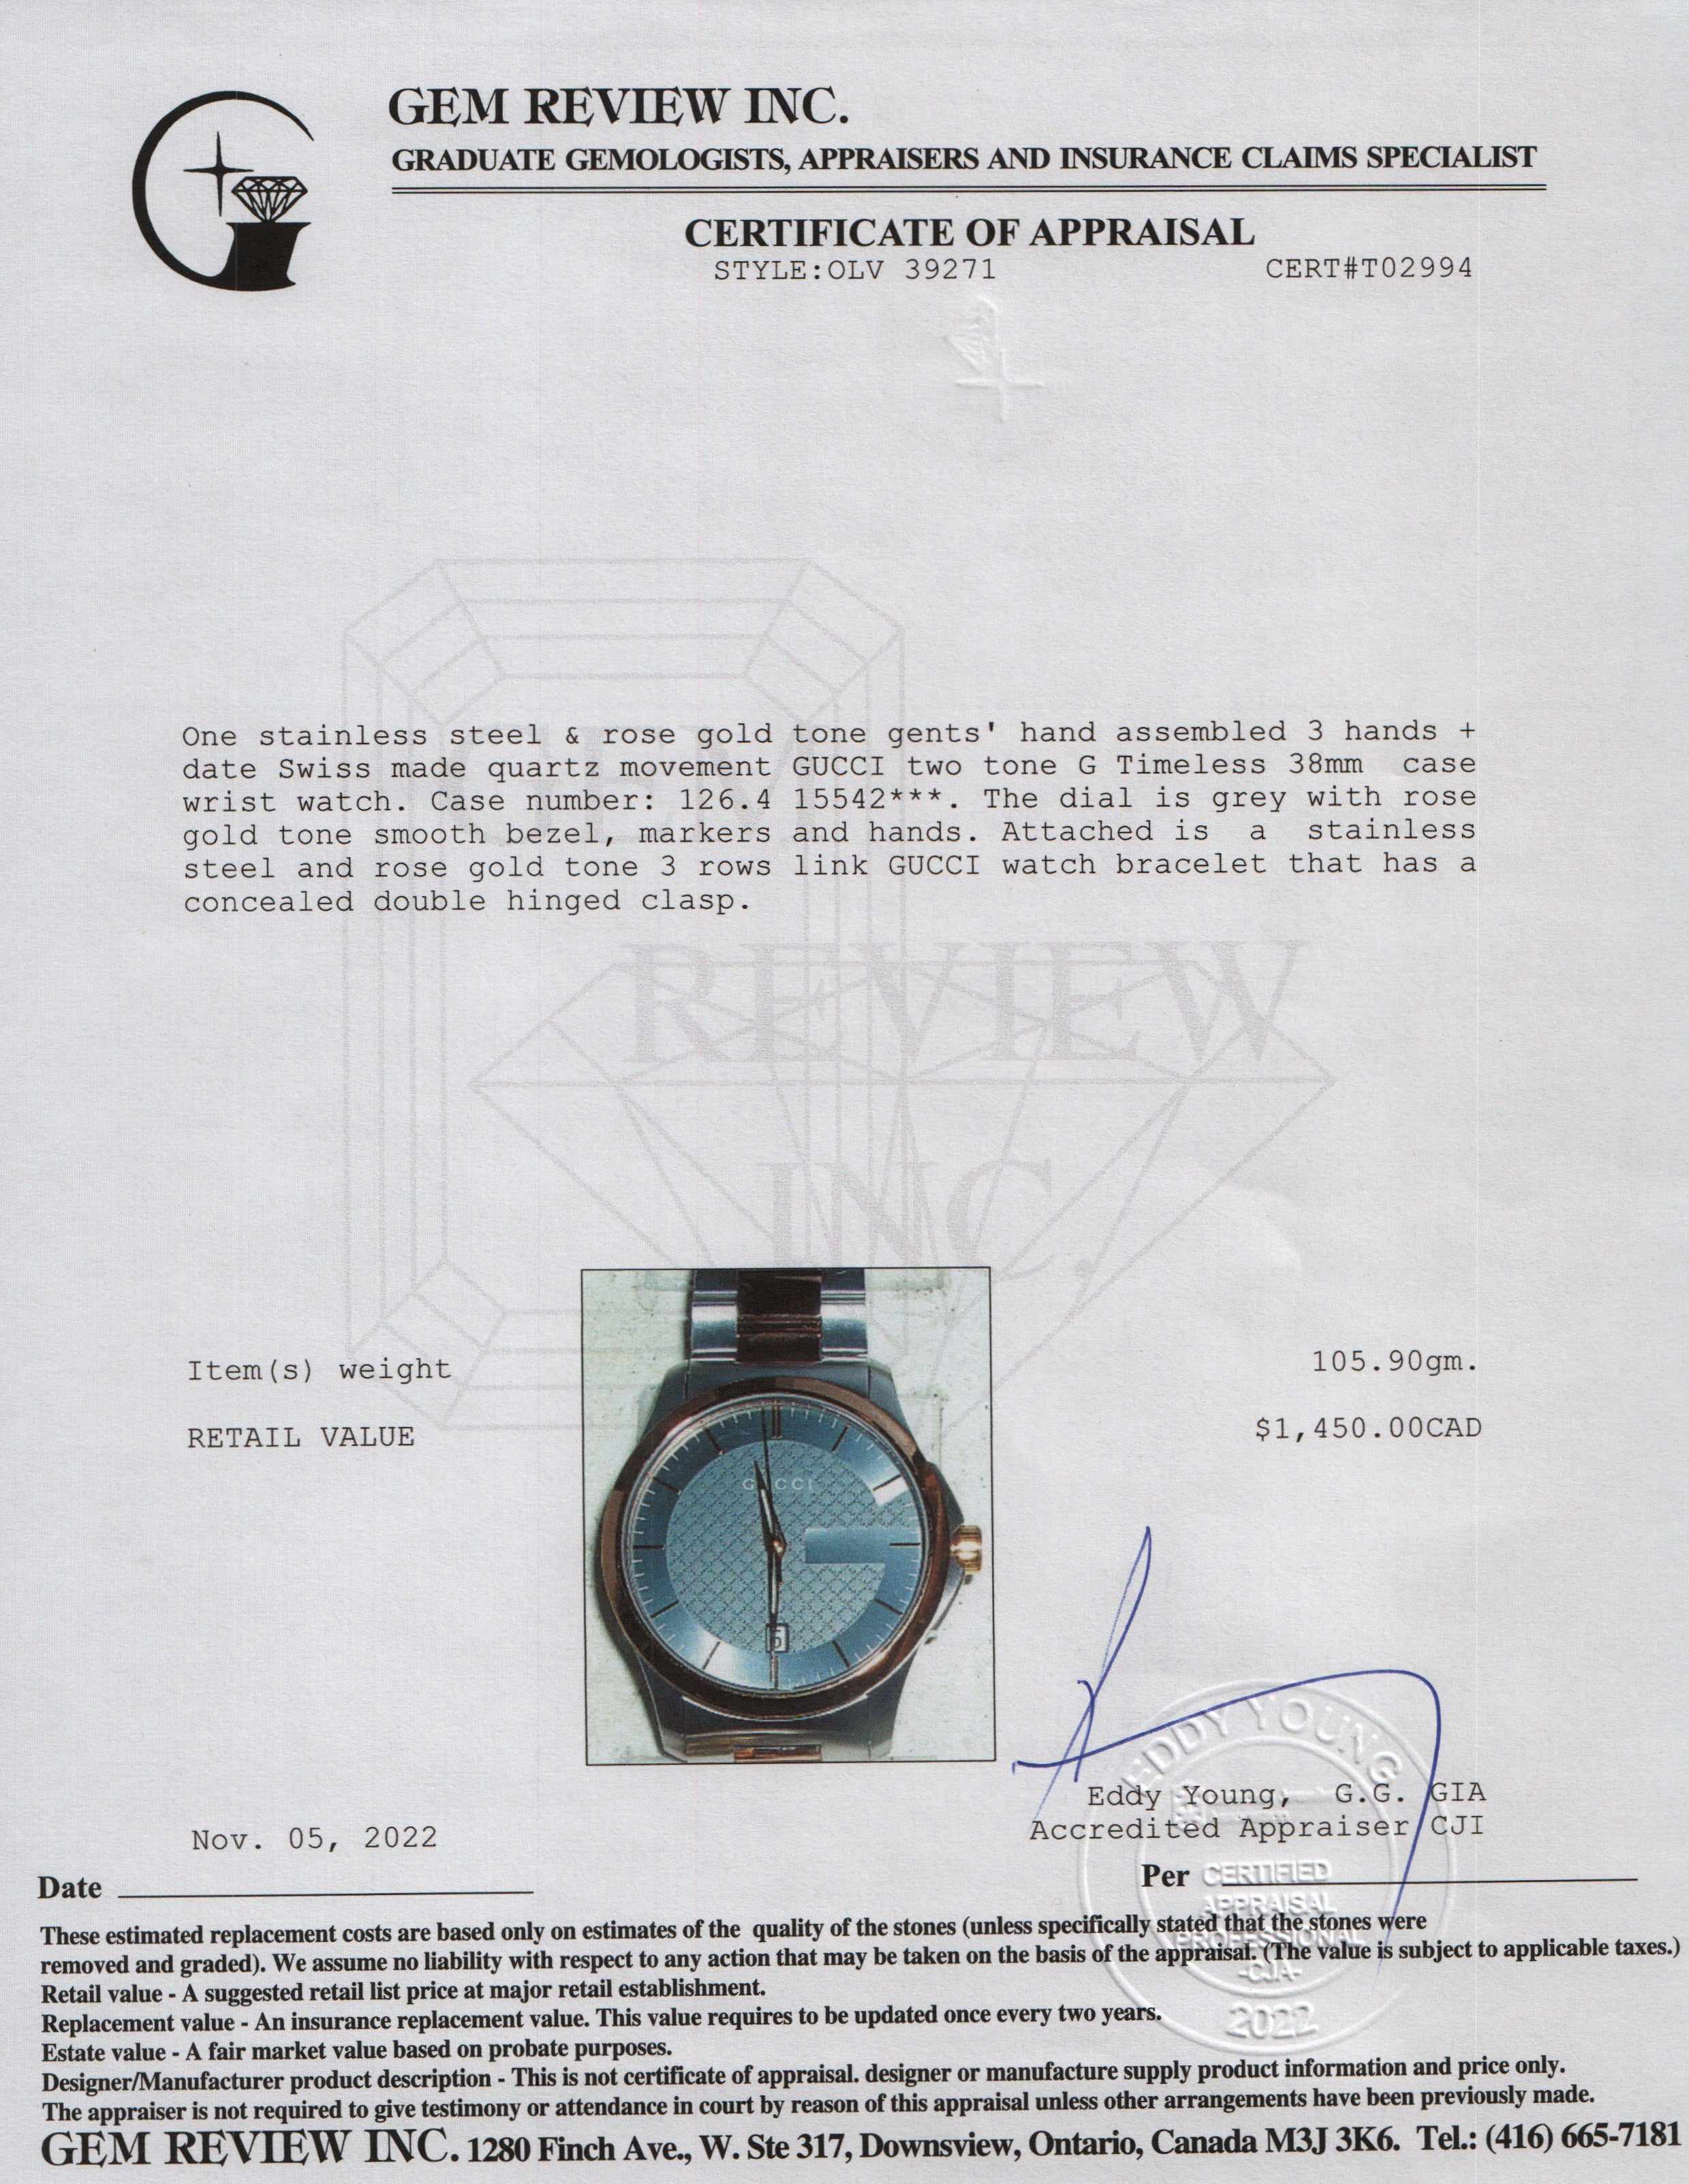 GEM REVIEW INC.
GRADUATE GEMOLOGISTS, APPRAISERS AND INSURANCE CLAIMS SPECIALIST
CERTIFICATE OF APPRAISAL
STYLE:OLV 39271 CERT#T02994
One stainless steel & rose gold tone gents' hand assembled 3 hands +
date Swiss made quartz movement GUCCI two tone G Timeless 38mm case
wrist watch. Case number: 126.4 15542***. The dial is grey with rose
gold tone smooth bezel, markers and hands. Attached is a stainless
steel and rose gold tone 3 rows link GUCCI watch bracelet that has a
concealed double hinged clasp.
REVIEW
INC.
Item(s) weight 105.90gm.
RETAIL VALUE $1,450.00CAD
GUCCI
EDDY YOUNG
Eddy Young, G.G. GIA
Accredited Appraiser CJI
Nov. 05, 2022
Date
Per
CERTIFIED
APPRAISAL
PROFESSIONAL
-CJA-
2022
These estimated replacement costs are based only on estimates of the quality of the stones (unless specifically stated that the stones were
removed and graded). We assume no liability with respect to any action that may be taken on the basis of the appraisal. (The value is subject to applicable taxes.)
Retail value - A suggested retail list price at major retail establishment.
Replacement value - An insurance replacement value. This value requires to be updated once every two years.
Estate value - A fair market value based on probate purposes.
Designer/Manufacturer product description - This is not certificate of appraisal. designer or manufacture supply product information and price only.
The appraiser is not required to give testimony or attendance in court by reason of this appraisal unless other arrangements have been previously made.
GEM REVIEW INC. 1280 Finch Ave., W. Ste 317, Downsview, Ontario, Canada M3J 3K6. Tel.: (416) 665-7181